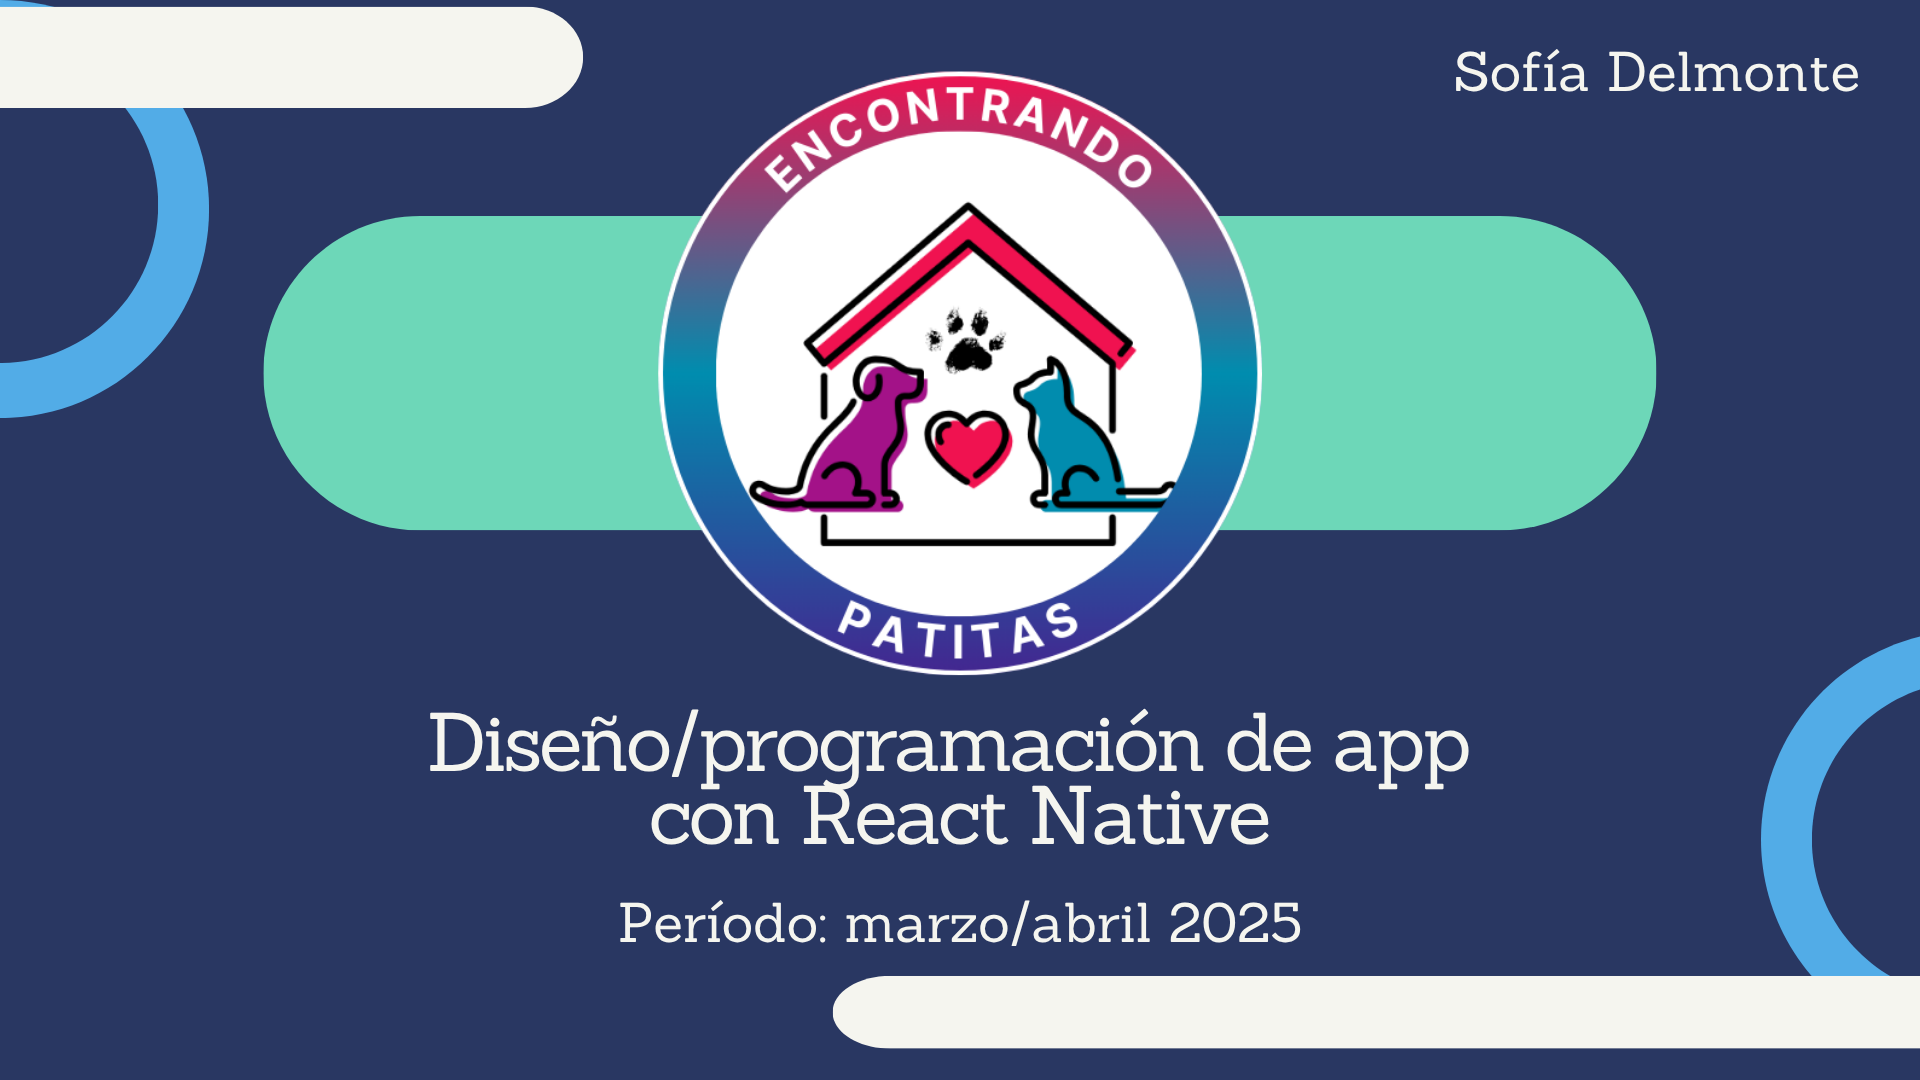 Sofía Delmonte
ENCONTRANDO
PATITAS
Diseño/programación de app
con React Native
Período: marzo/abril 2025